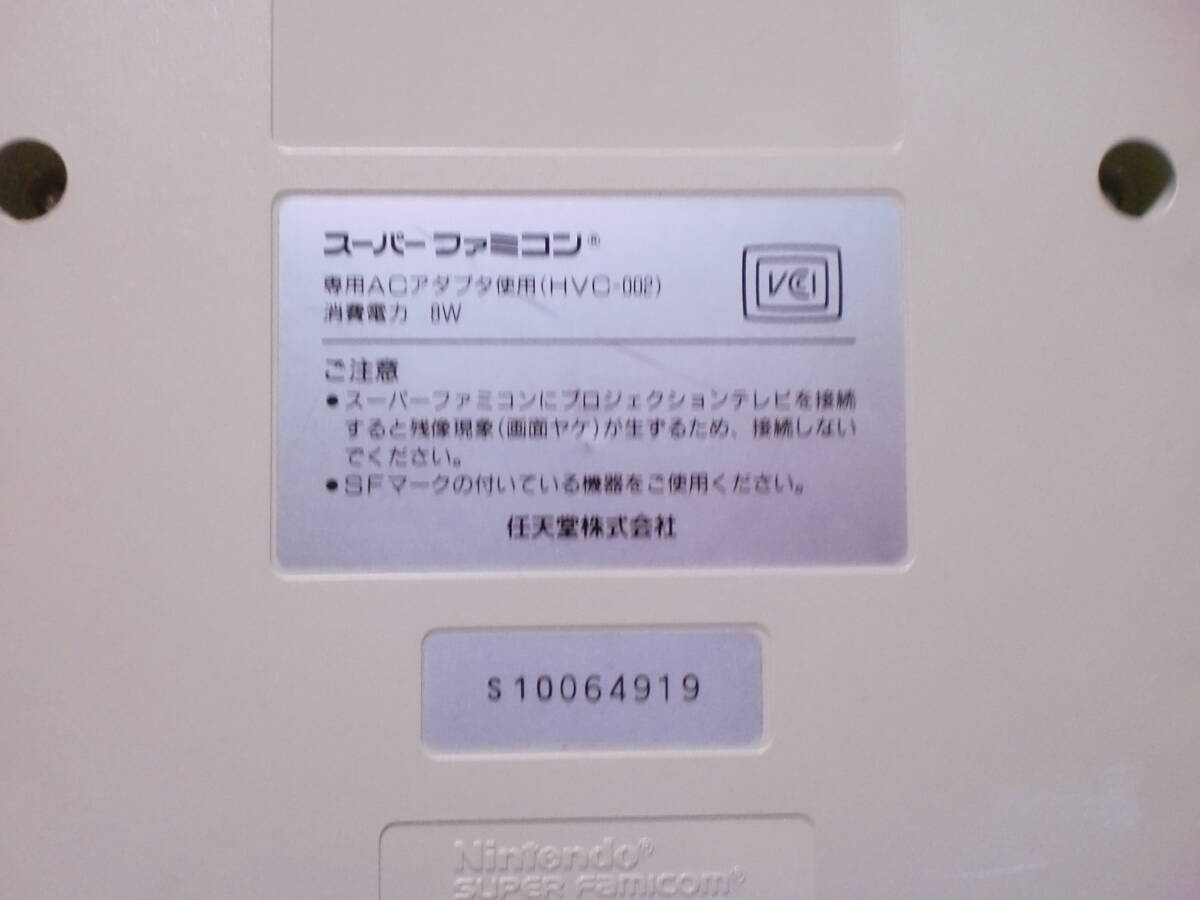 スーパーファミコン®
専用ACアダプタ使用(HVC-002)
消費電力 8W
VCCI
ご注意
●スーパーファミコンにプロジェクションテレビを接続
すると残像現象(画面ヤケ)が生ずるため、接続しない
でください。
●SFマークの付いている機器をご使用ください。
任天堂株式会社
S10064919
Nintendo®
SUPER FAMICOM®